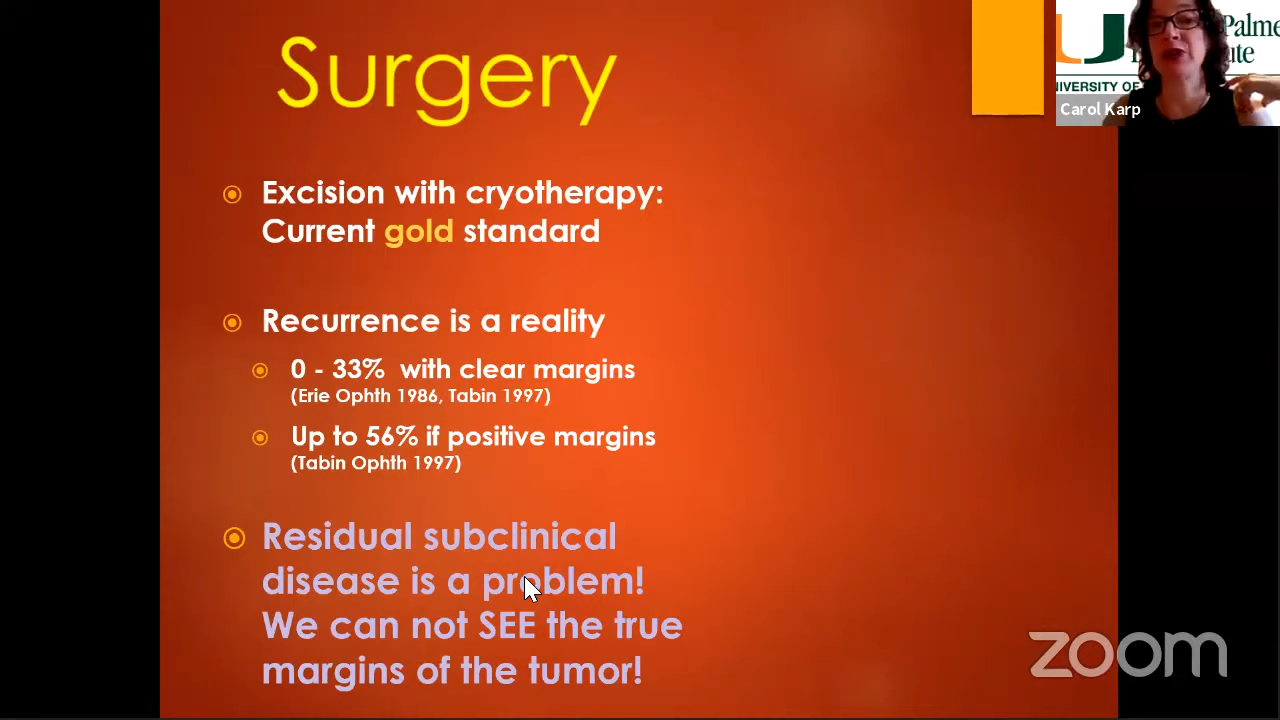 Surgery
Excision with cryotherapy:
Current gold standard
Recurrence is a reality
0 - 33% with clear margins
(Erie Ophth 1986, Tabin 1997)
Up to 56% if positive margins
(Tabin Ophth 1997)
Residual subclinical
disease is a problem!
We can not SEE the true
margins of the tumor!
Palme
ute
IVERSITY OF
Carol Karp
zoom